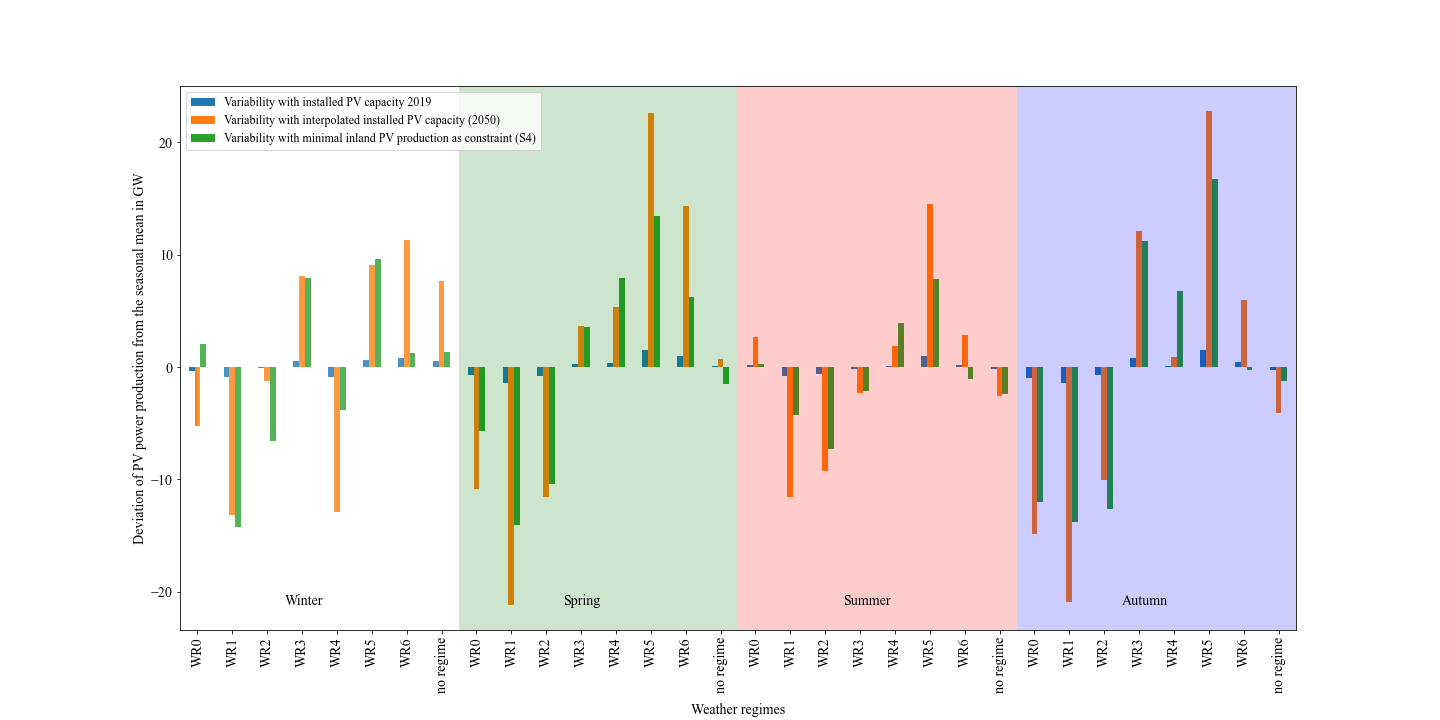 Variability with installed PV capacity 2019
Variability with interpolated installed PV capacity (2050)
Variability with minimal inland PV production as constraint (S4)
Deviation of PV power production from the seasonal mean in GW
20
10
0
−10
−20
Winter
Spring
Summer
Autumn
WR0
WR1
WR2
WR3
WR4
WR5
WR6
no regime
WR0
WR1
WR2
WR3
WR4
WR5
WR6
no regime
WR0
WR1
WR2
WR3
WR4
WR5
WR6
no regime
WR0
WR1
WR2
WR3
WR4
WR5
WR6
no regime
Weather regimes